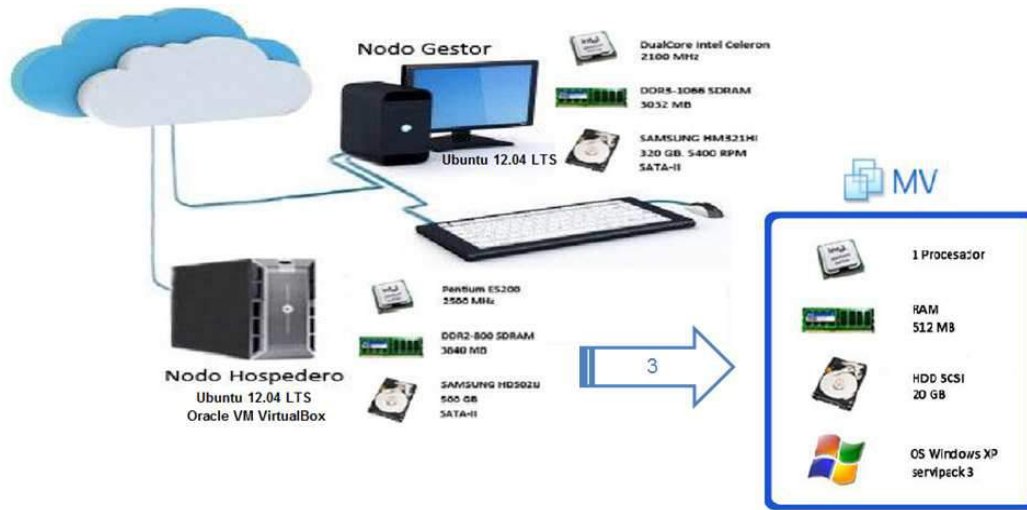 Nodo Gestor
DualCore Intel Celeron
2100 MHz
DDR3-1066 SDRAM
3032 MB
SAMSUNG HM321HI
320 GB. 5400 RPM
SATA-II
Ubuntu 12.04 LTS
MV
1 Procesador
RAM
512 MB
HDD SCSI
20 GB
OS Windows XP
servipack 3
Pentium E5200
2500 MHz
DDR2-800 SDRAM
3840 MB
SAMSUNG HD502IJ
500 GB
SATA-II
Nodo Hospedero
Ubuntu 12.04 LTS
Oracle VM VirtualBox
3